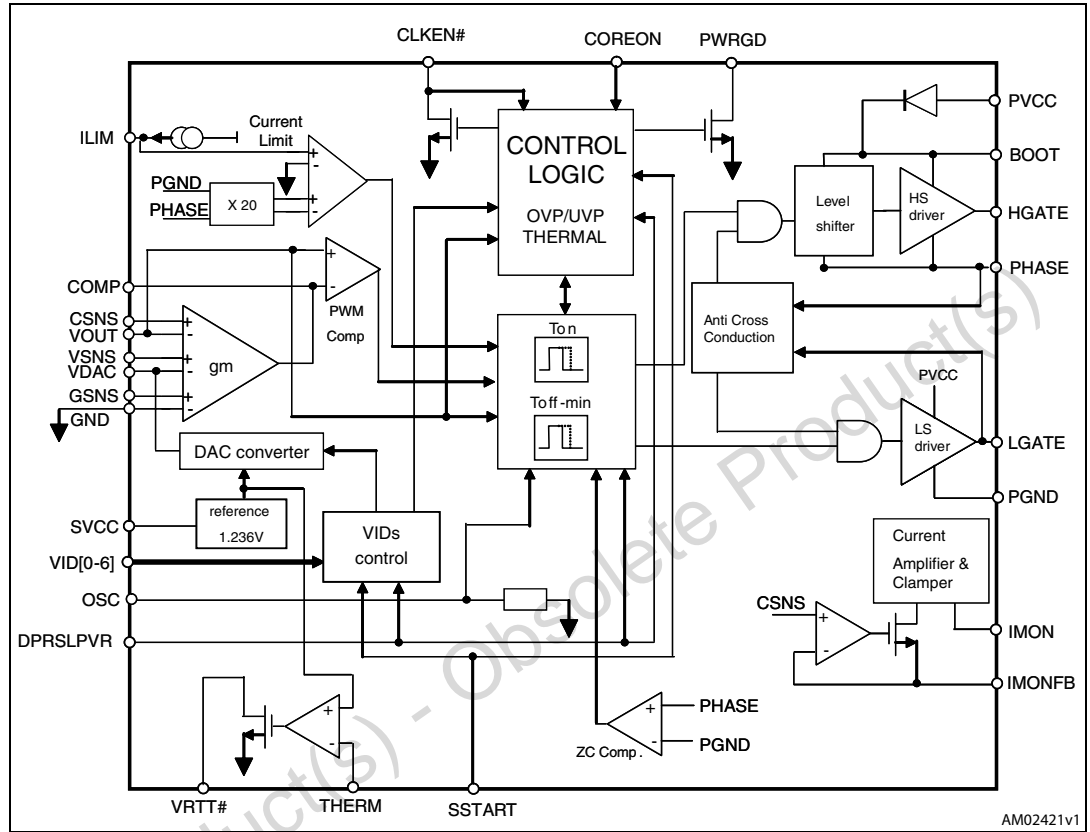 CLKEN#
COREON
PWRGD
PVCC
ILIM
Current
Limit
+
-
PGND
PHASE
X 20
+
-
CONTROL
LOGIC
OVP/UVP
THERMAL
Level
shifter
HS
driver
BOOT
HGATE
PHASE
COMP
+
-
PWM
Comp
CSNS
VOUT
VSNS
VDAC
GSNS
GND
+
-
+
-
+
-
gm
Ton
Toff-min
Anti Cross
Conduction
PVCC
LS
driver
LGATE
PGND
DAC converter
SVCC
reference
1.236V
VID[0-6]
VIDs
control
OSC
DPRSLPVR
Current
Amplifier &
Clamper
CSNS
+
-
IMON
IMONFB
+
-
+
-
PHASE
PGND
ZC Comp.
VRTT#
THERM
SSTART
AM02421v1
Product(s) - Obsolete Product(s)